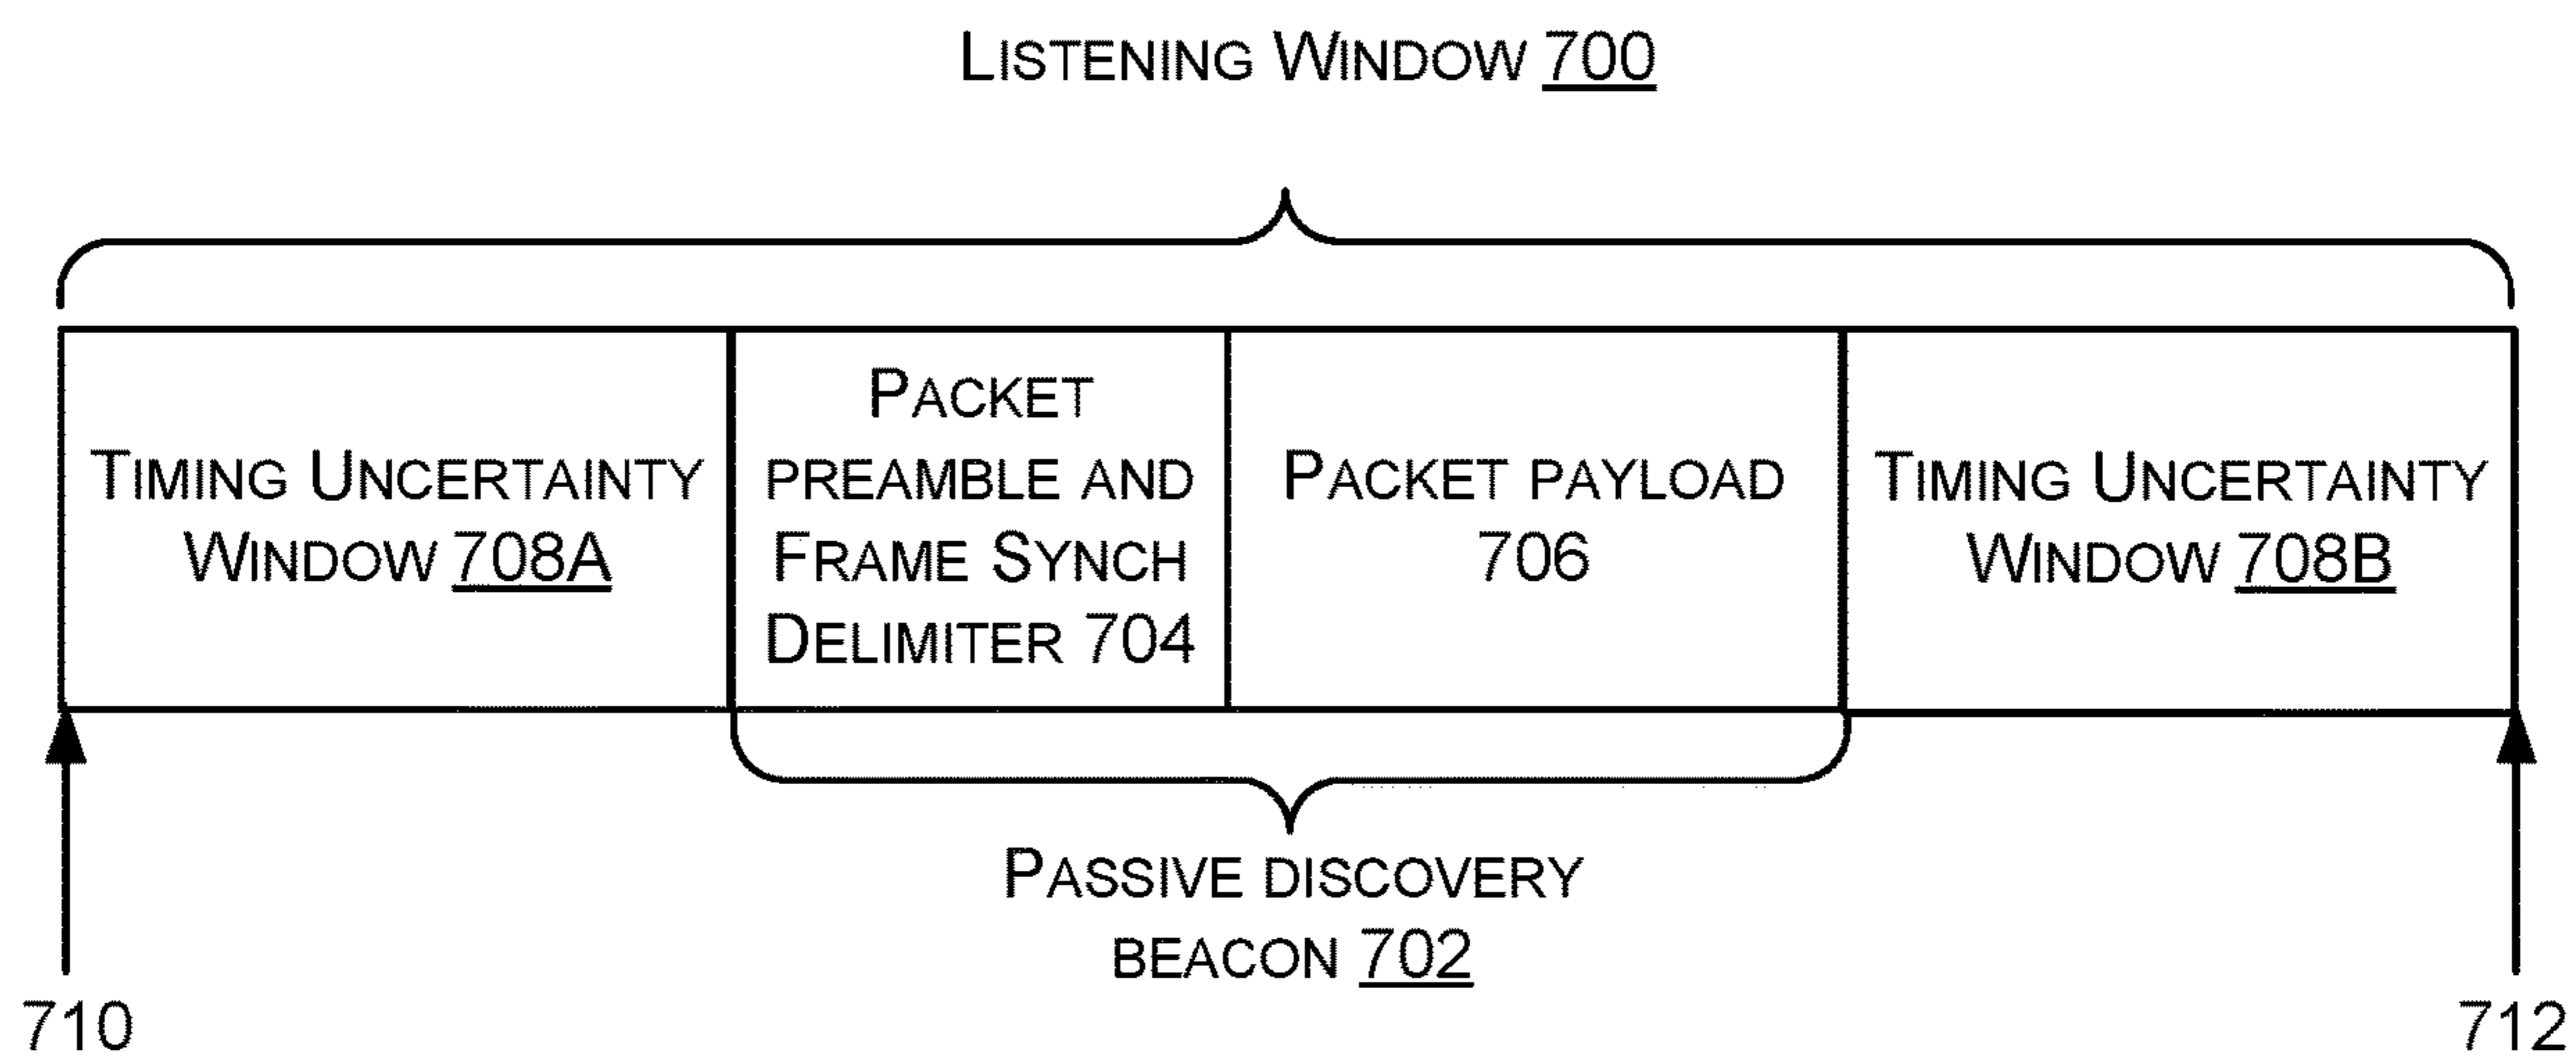 LISTENING WINDOW 700
TIMING UNCERTAINTY
WINDOW 708A
PACKET
PREAMBLE AND
FRAME SYNCH
DELIMITER 704
PACKET PAYLOAD
706
TIMING UNCERTAINTY
WINDOW 708B
PASSIVE DISCOVERY
BEACON 702
710
712